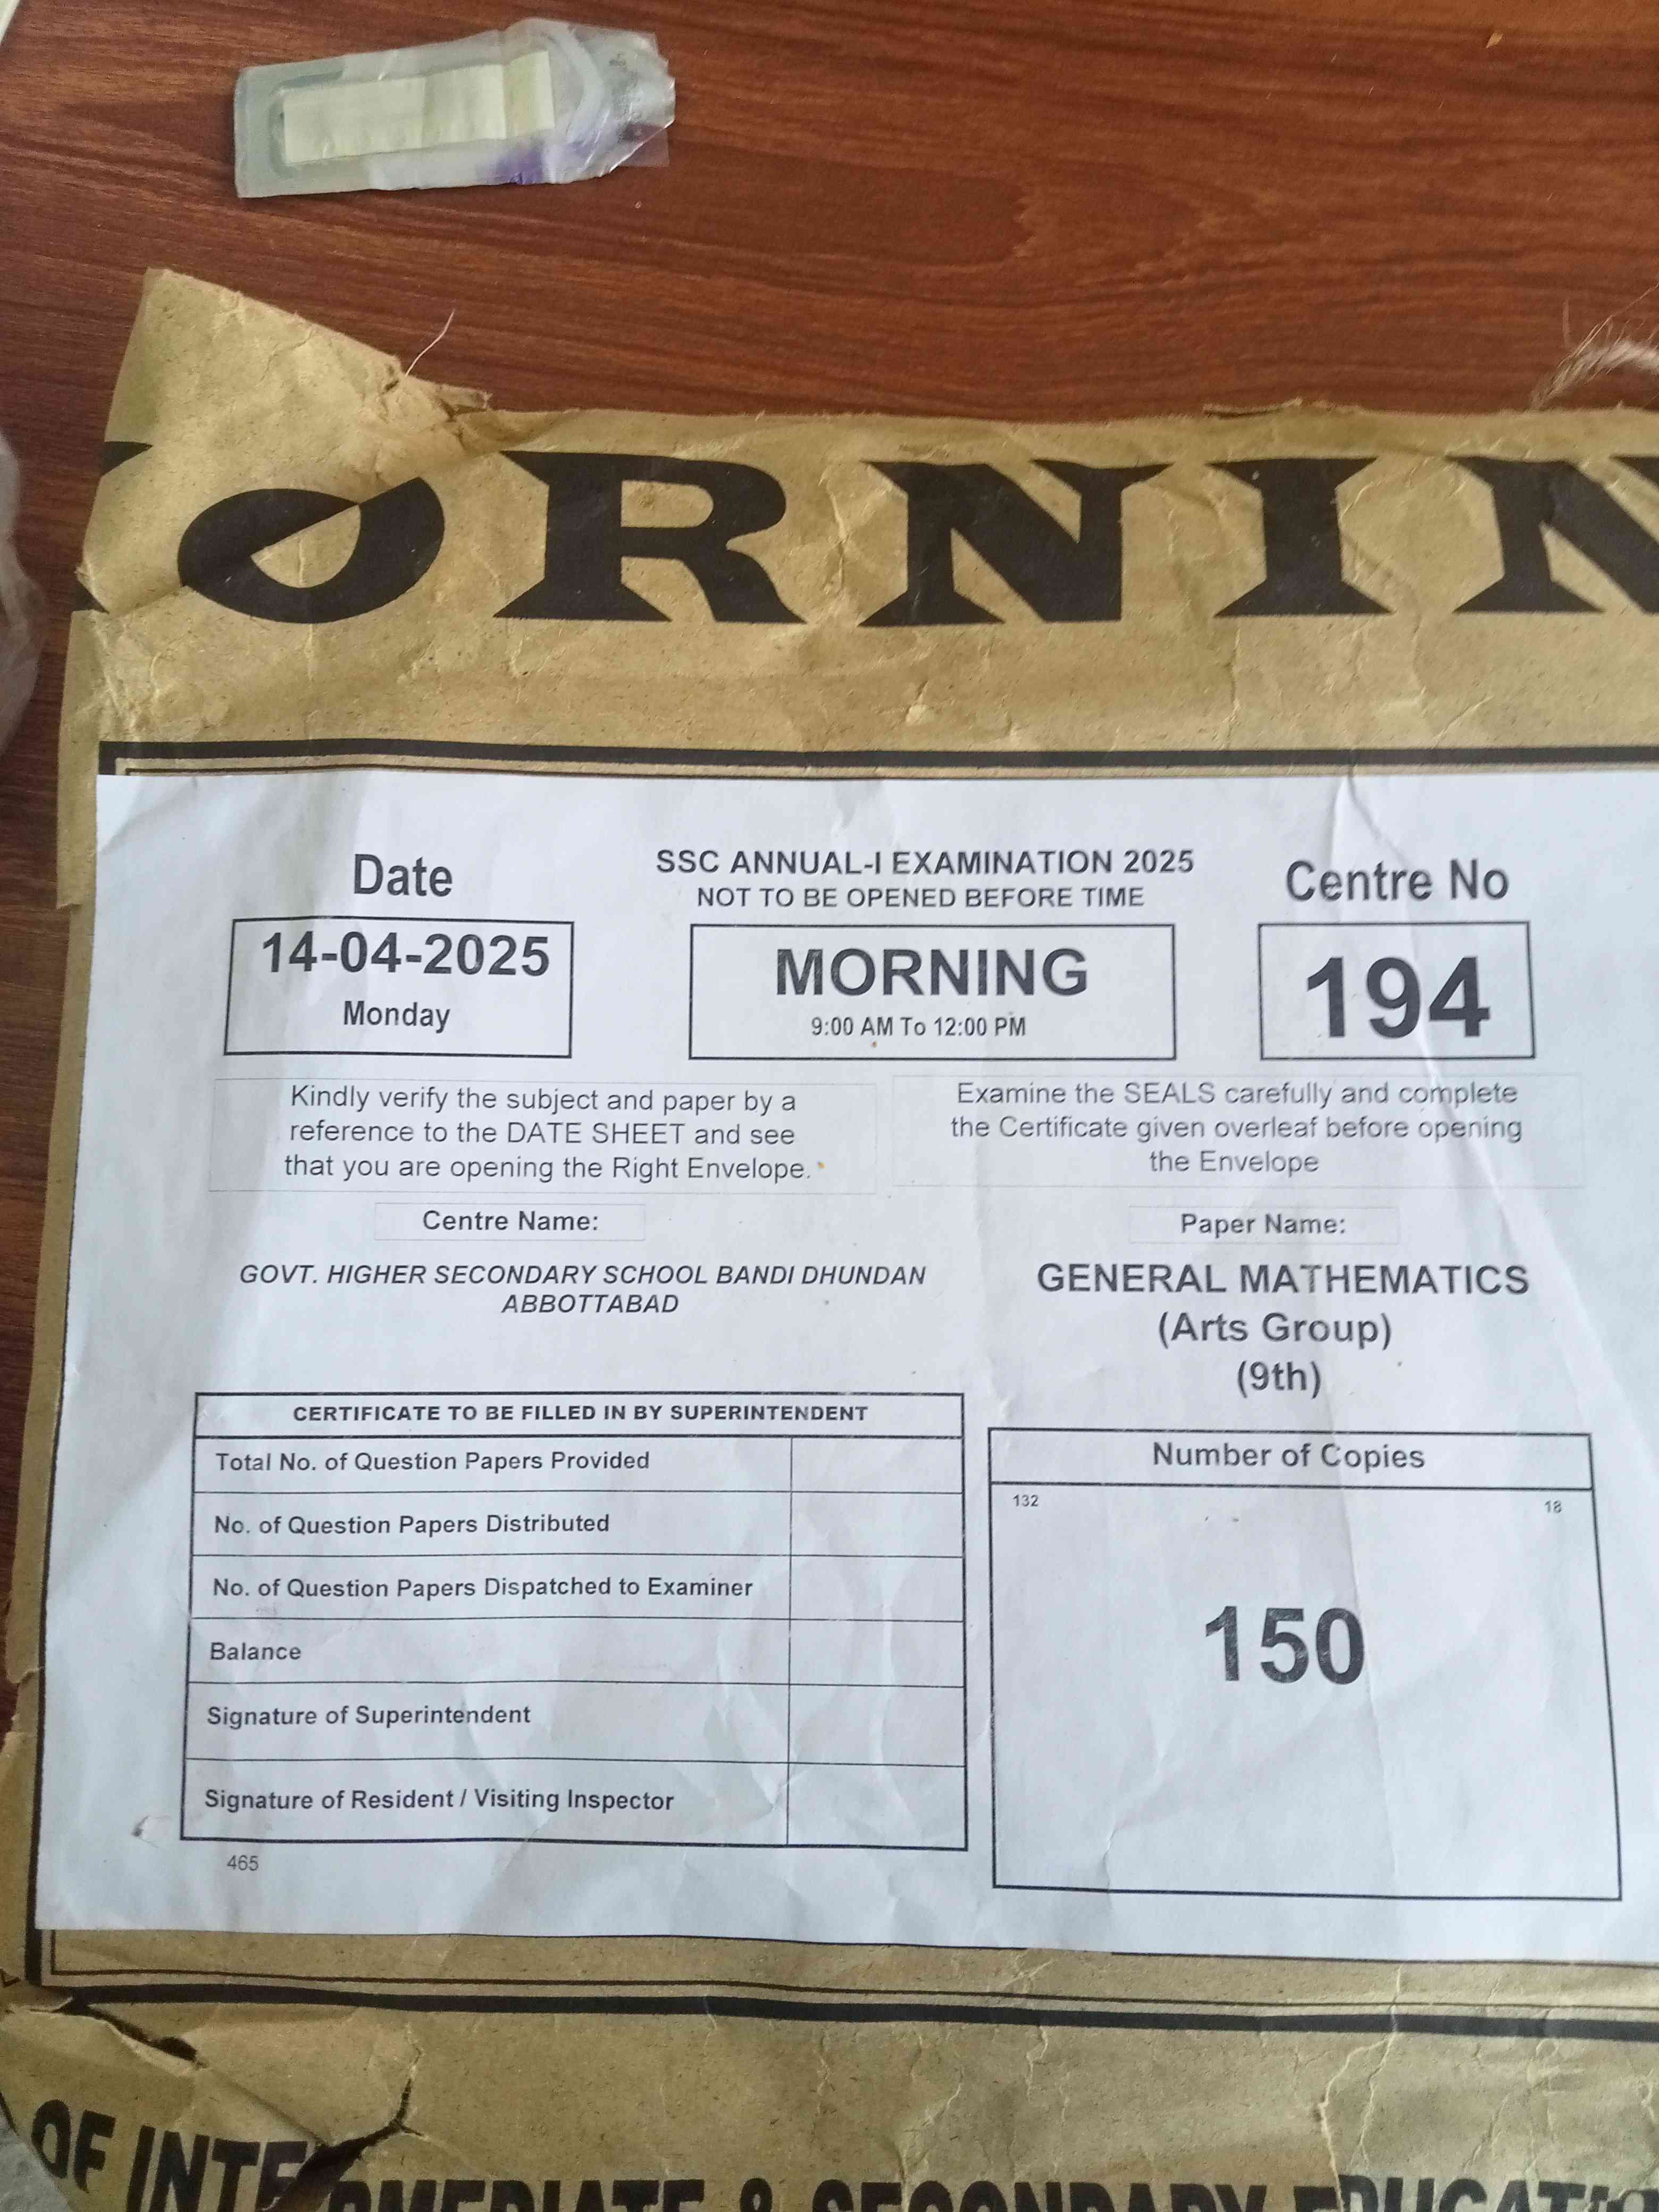 ORNIN
Date
SSC ANNUAL-I EXAMINATION 2025
NOT TO BE OPENED BEFORE TIME
Centre No
14-04-2025
Monday
MORNING
9:00 AM To 12:00 PM
194
Kindly verify the subject and paper by a
reference to the DATE SHEET and see
that you are opening the Right Envelope.
Examine the SEALS carefully and complete
the Certificate given overleaf before opening
the Envelope
Centre Name:
GOVT. HIGHER SECONDARY SCHOOL BANDI DHUNDAN
ABBOTTABAD
Paper Name:
GENERAL MATHEMATICS
(Arts Group)
(9th)
CERTIFICATE TO BE FILLED IN BY SUPERINTENDENT
Total No. of Question Papers Provided
No. of Question Papers Distributed
No. of Question Papers Dispatched to Examiner
Balance
Signature of Superintendent
Signature of Resident / Visiting Inspector
465
Number of Copies
132 18
150
OF INTERMEDIATE & SECONDARY EDUCATIO